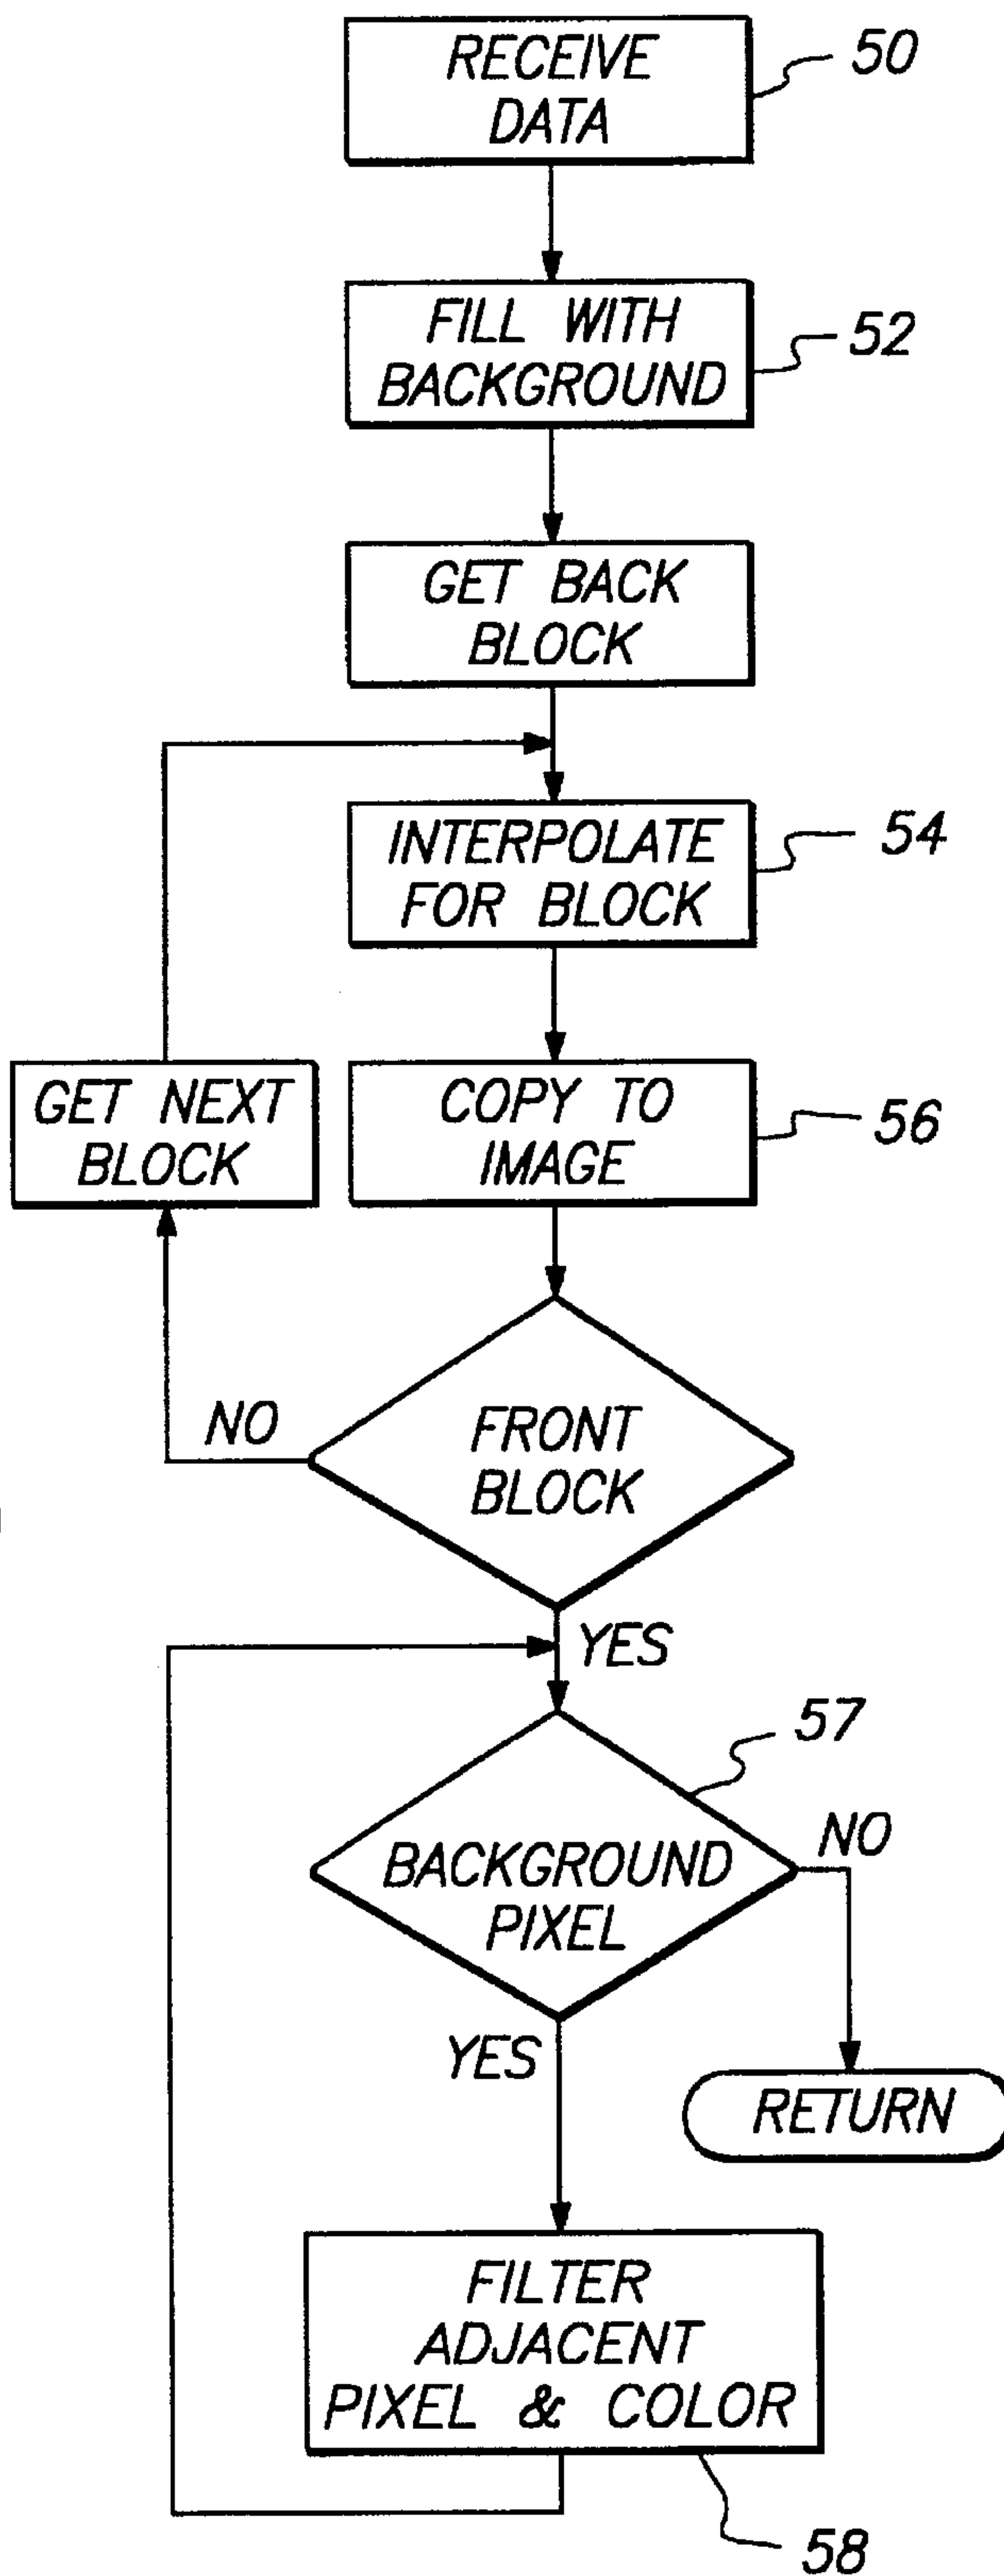 RECEIVE
DATA
50
FILL WITH
BACKGROUND
52
GET BACK
BLOCK
INTERPOLATE
FOR BLOCK
54
GET NEXT
BLOCK
COPY TO
IMAGE
56
NO
FRONT
BLOCK
YES
57
BACKGROUND
PIXEL
NO
YES
RETURN
FILTER
ADJACENT
PIXEL & COLOR
58